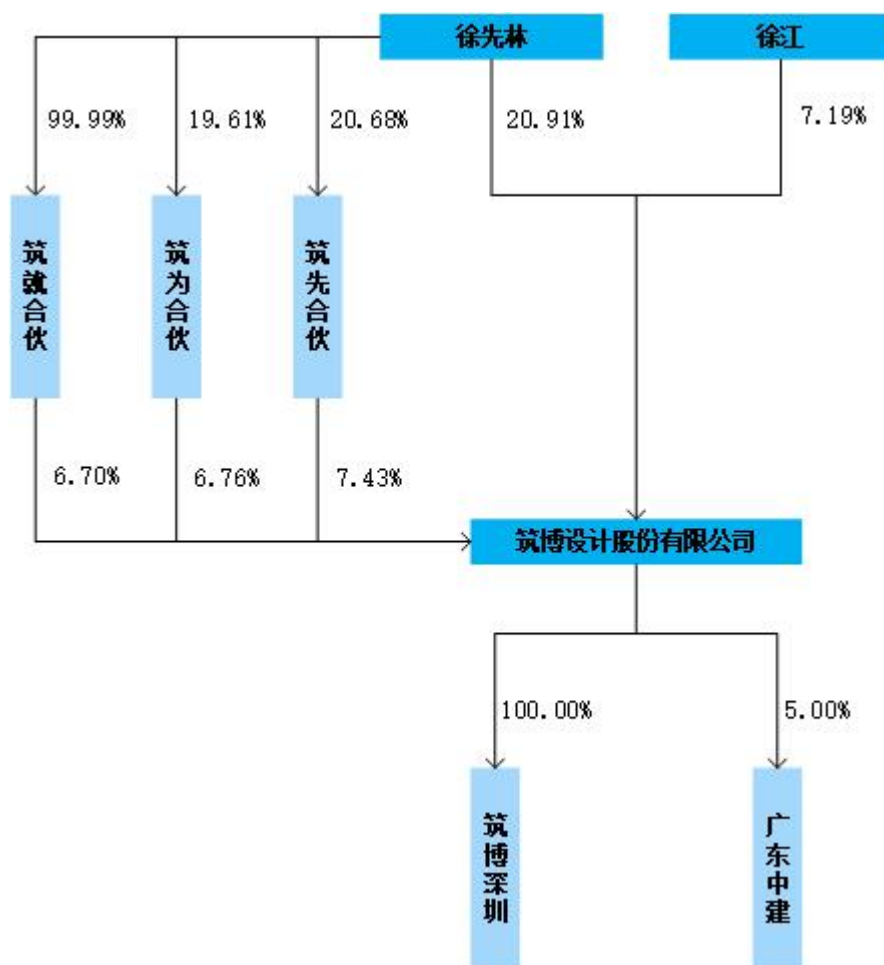 徐先林
徐江
99.99%
19.61%
20.68%
20.91%
7.19%
筑就合伙
筑为合伙
筑先合伙
6.70%
6.76%
7.43%
筑博设计股份有限公司
100.00%
5.00%
筑博深圳
广东中建